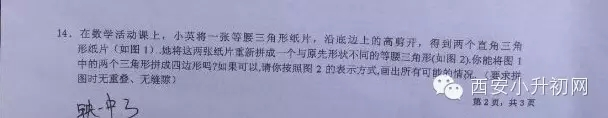 14. 在数学活动课上，小英将一张等腰三角形纸片，沿底边上的高剪开，得到两个直角三角
形纸片（如图 1）.她将这两张纸片重新拼成一个与原先形状不同的等腰三角形(如图 2).你能将图 1
中的两个三角形拼成四边形吗?如果可以,请你按照图 2 的表示方式,画出所有可能的情况.（要求拼
图时无重叠、无缝隙）
西安小升初网
第 2 页，共 3 页